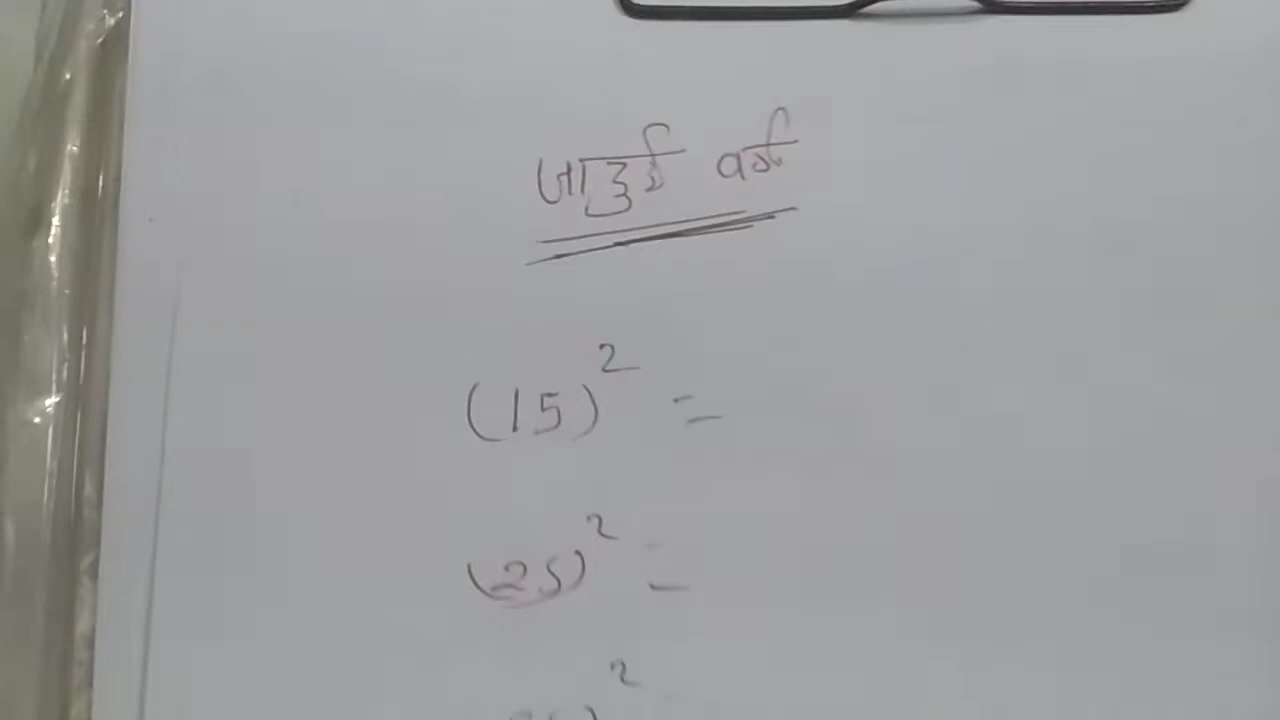 जादुई वर्ग
(15)² =
(25)² =